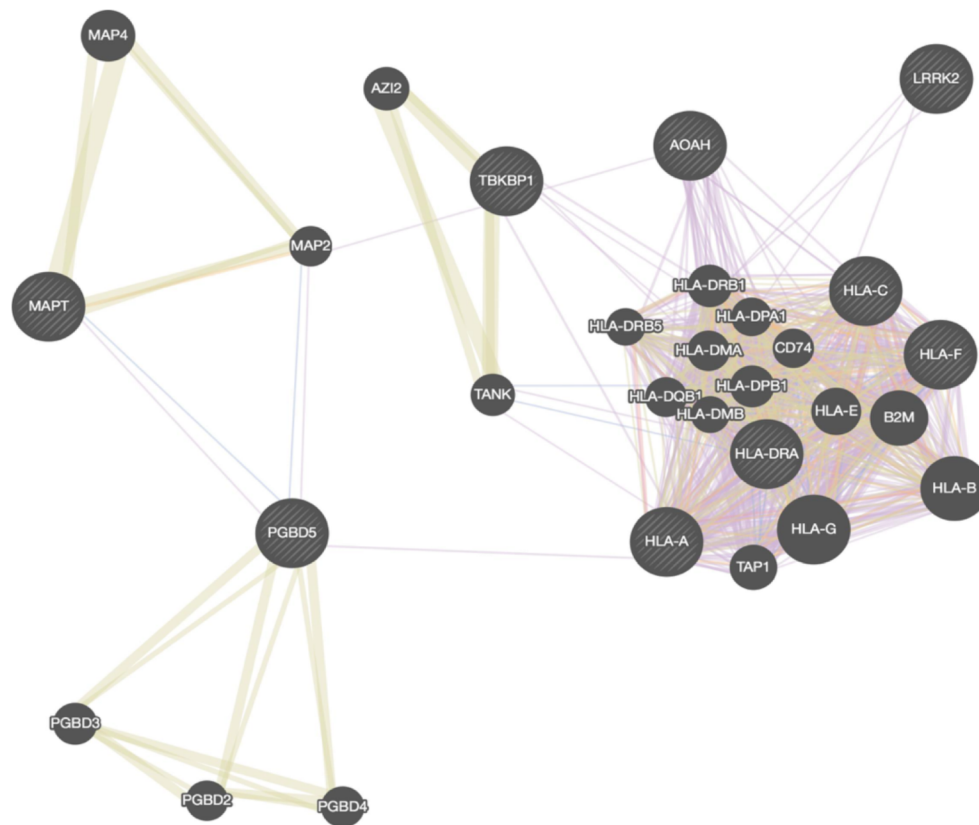 MAP4
LRRK2
AZI2
AOAH
TBKBP1
MAP2
HLA-DRB1
HLA-C
MAPT
HLA-DPA1
HLA-DRB5
HLA-DMA
CD74
HLA-F
HLA-DPB1
TANK
HLA-DQB1
HLA-DMB
HLA-E
B2M
HLA-DRA
HLA-B
PGBD5
HLA-G
HLA-A
TAP1
PGBD3
PGBD2
PGBD4